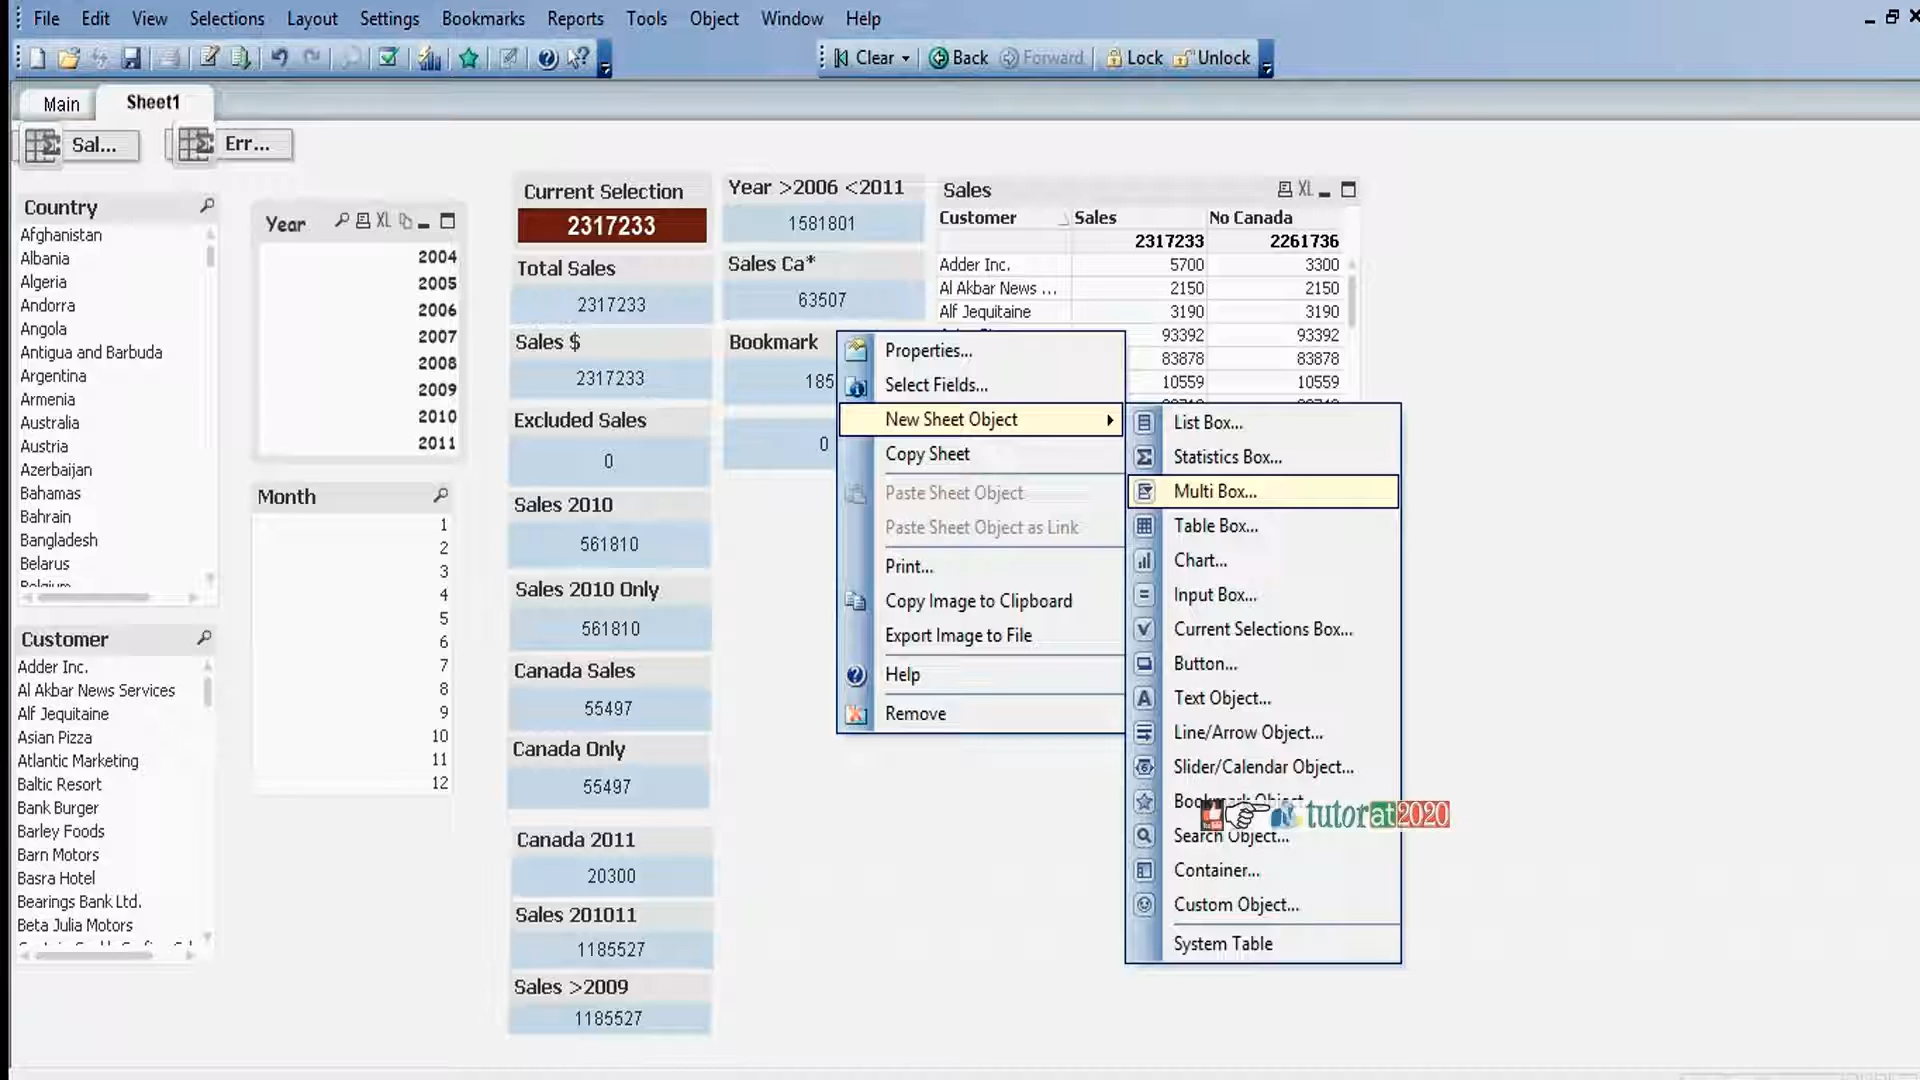 File Edit View Selections Layout Settings Bookmarks Reports Tools Object Window Help
Clear Back Forward Lock Unlock
Main Sheet1
Sal... Err...
Country
Afghanistan
Albania
Algeria
Andorra
Angola
Antigua and Barbuda
Argentina
Armenia
Australia
Austria
Azerbaijan
Bahamas
Bahrain
Bangladesh
Belarus
Belgium
Customer
Adder Inc.
Al Akbar News Services
Alf Jequitaine
Asian Pizza
Atlantic Marketing
Baltic Resort
Bank Burger
Barley Foods
Barn Motors
Basra Hotel
Bearings Bank Ltd.
Beta Julia Motors
Year XL
2004
2005
2006
2007
2008
2009
2010
2011
Month
1
2
3
4
5
6
7
8
9
10
11
12
Current Selection
2317233
Total Sales
2317233
Sales $
2317233
Excluded Sales
0
Sales 2010
561810
Sales 2010 Only
561810
Canada Sales
55497
Canada Only
55497
Canada 2011
20300
Sales 201011
1185527
Sales >2009
1185527
Year >2006 <2011
1581801
Sales Ca*
63507
Bookmark
185
0
Sales XL
Customer Sales No Canada
2317233 2261736
Adder Inc. 5700 3300
Al Akbar News ... 2150 2150
Alf Jequitaine 3190 3190
93392 93392
83878 83878
10559 10559
Properties...
Select Fields...
New Sheet Object
Copy Sheet
Paste Sheet Object
Paste Sheet Object as Link
Print...
Copy Image to Clipboard
Export Image to File
Help
Remove
List Box...
Statistics Box...
Multi Box...
Table Box...
Chart...
Input Box...
Current Selections Box...
Button...
Text Object...
Line/Arrow Object...
Slider/Calendar Object...
Bookmark Object...
tutorat2020
Search Object...
Container...
Custom Object...
System Table